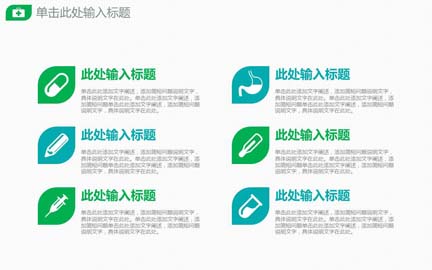 单击此处输入标题
此处输入标题
单击此处添加文字阐述，添加简短问题说明文字，
具体说明文字在此处。单击此处添加文字阐述，添
加简短问题单击此处添加文字阐述，添加简短问题
说明文字，具体说明文字在此处。
此处输入标题
单击此处添加文字阐述，添加简短问题说明文字，
具体说明文字在此处。单击此处添加文字阐述，添
加简短问题单击此处添加文字阐述，添加简短问题
说明文字，具体说明文字在此处。
此处输入标题
单击此处添加文字阐述，添加简短问题说明文字，
具体说明文字在此处。单击此处添加文字阐述，添
加简短问题单击此处添加文字阐述，添加简短问题
说明文字，具体说明文字在此处。
此处输入标题
单击此处添加文字阐述，添加简短问题说明文字，
具体说明文字在此处。单击此处添加文字阐述，添
加简短问题单击此处添加文字阐述，添加简短问题
说明文字，具体说明文字在此处。
此处输入标题
单击此处添加文字阐述，添加简短问题说明文字，
具体说明文字在此处。单击此处添加文字阐述，添
加简短问题单击此处添加文字阐述，添加简短问题
说明文字，具体说明文字在此处。
此处输入标题
单击此处添加文字阐述，添加简短问题说明文字，
具体说明文字在此处。单击此处添加文字阐述，添
加简短问题单击此处添加文字阐述，添加简短问题
说明文字，具体说明文字在此处。